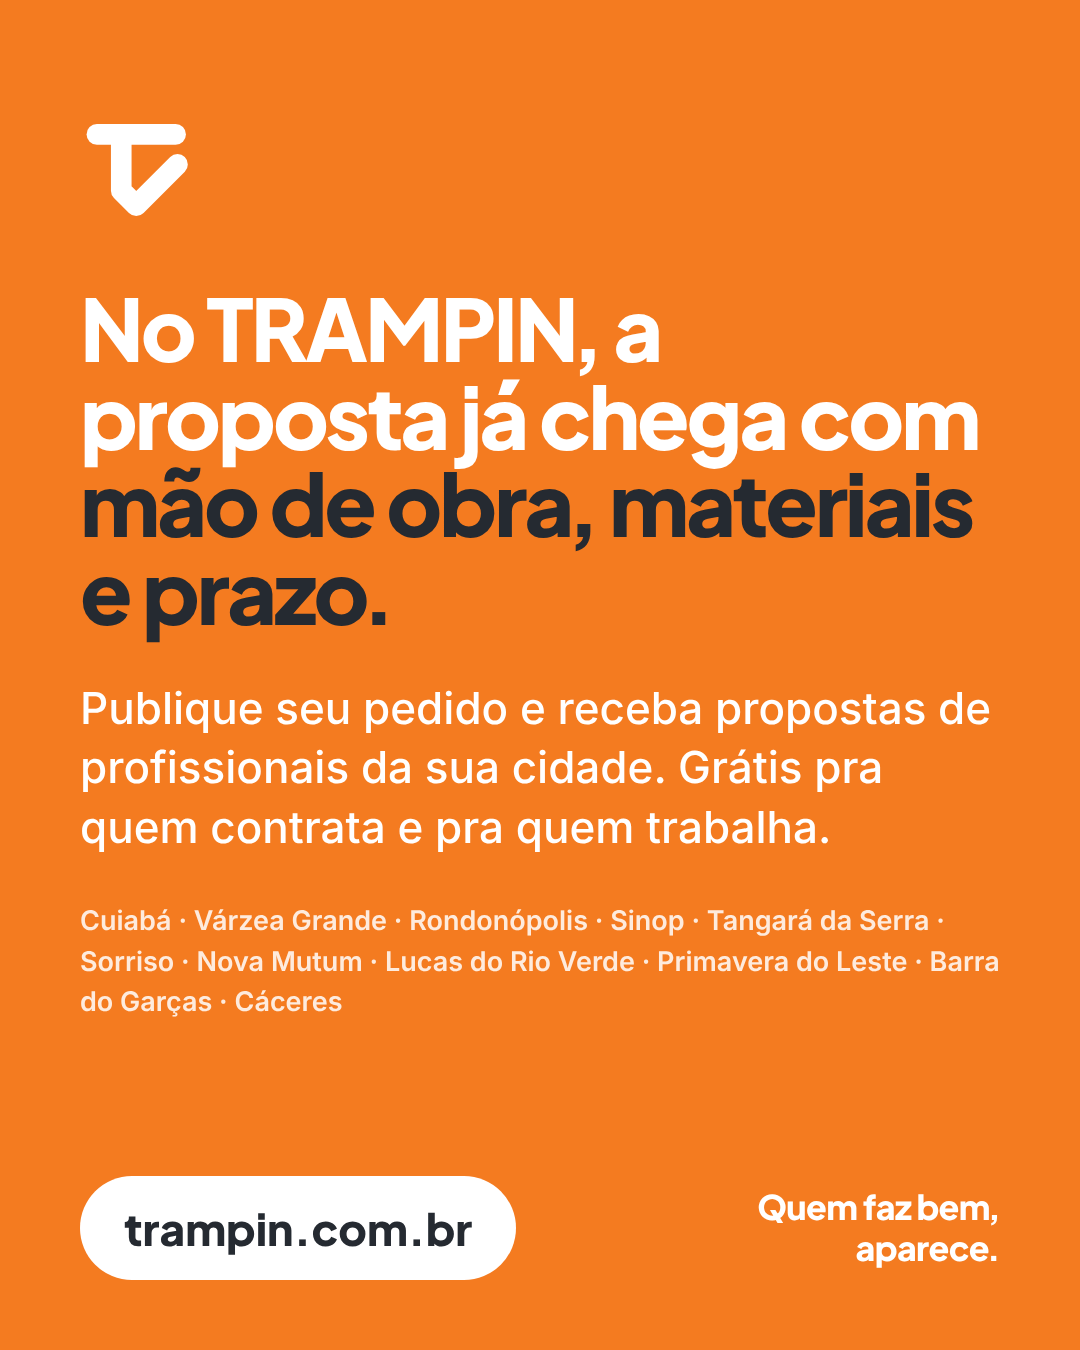 No TRAMPIN, a
proposta já chega com
mão de obra, materiais
e prazo.
Publique seu pedido e receba propostas de
profissionais da sua cidade. Grátis pra
quem contrata e pra quem trabalha.
Cuiabá · Várzea Grande · Rondonópolis · Sinop · Tangará da Serra ·
Sorriso · Nova Mutum · Lucas do Rio Verde · Primavera do Leste · Barra
do Garças · Cáceres
trampin.com.br
Quem faz bem,
aparece.